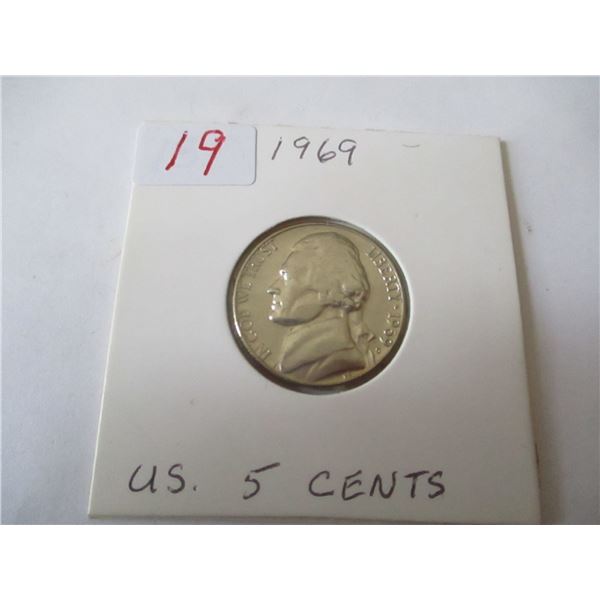 19 1969
IN GOD WE TRUST
LIBERTY · 1969
US. 5 CENTS